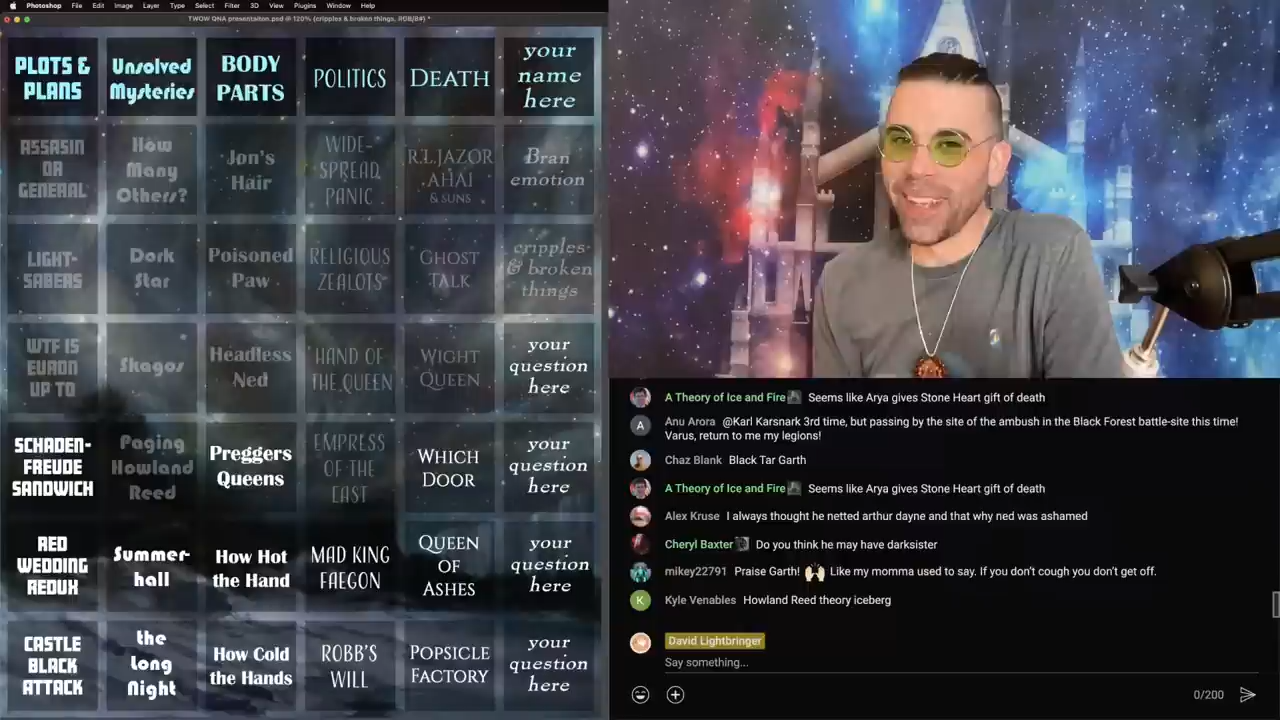 Photoshop File Edit Image Layer Type Select Filter 3D View Plugins Window Help
TWOW QNA presentaiton.psd @ 120% (cripples & broken things, RGB/8#) *
PLOTS &
PLANS
Unsolved
Mysteries
BODY
PARTS
POLITICS
DEATH
your
name
here
ASSASIN
OR
GENERAL
How
Many
Others?
Jon's
Hair
WIDE-
SPREAD
PANIC
R.L.JAZOR
AHAI
& SUNS
Bran
emotion
LIGHT-
SABERS
Dark
Star
Poisoned
Paw
RELIGIOUS
ZEALOTS
GHOST
TALK
cripples
& broken
things
WTF IS
EURON
UP TO
Skagos
Headless
Ned
HAND OF
THE QUEEN
WIGHT
QUEEN
your
question
here
SCHADEN-
FREUDE
SANDWICH
Paging
Howland
Reed
Preggers
Queens
EMPRESS
OF THE
EAST
WHICH
DOOR
your
question
here
RED
WEDDING
REDUX
Summer-
hall
How Hot
the Hand
MAD KING
FAEGON
QUEEN
OF
ASHES
your
question
here
CASTLE
BLACK
ATTACK
the
Long
Night
How Cold
the Hands
ROBB'S
WILL
POPSICLE
FACTORY
your
question
here
A Theory of Ice and Fire Seems like Arya gives Stone Heart gift of death
A Anu Arora @Karl Karsnark 3rd time, but passing by the site of the ambush in the Black Forest battle-site this time!
Varus, return to me my legions!
Chaz Blank Black Tar Garth
A Theory of Ice and Fire Seems like Arya gives Stone Heart gift of death
Alex Kruse I always thought he netted arthur dayne and that why ned was ashamed
Cheryl Baxter Do you think he may have darksister
mikey22791 Praise Garth! 🙌 Like my momma used to say. If you don't cough you don't get off.
K Kyle Venables Howland Reed theory iceberg
David Lightbringer
Say something...
0/200